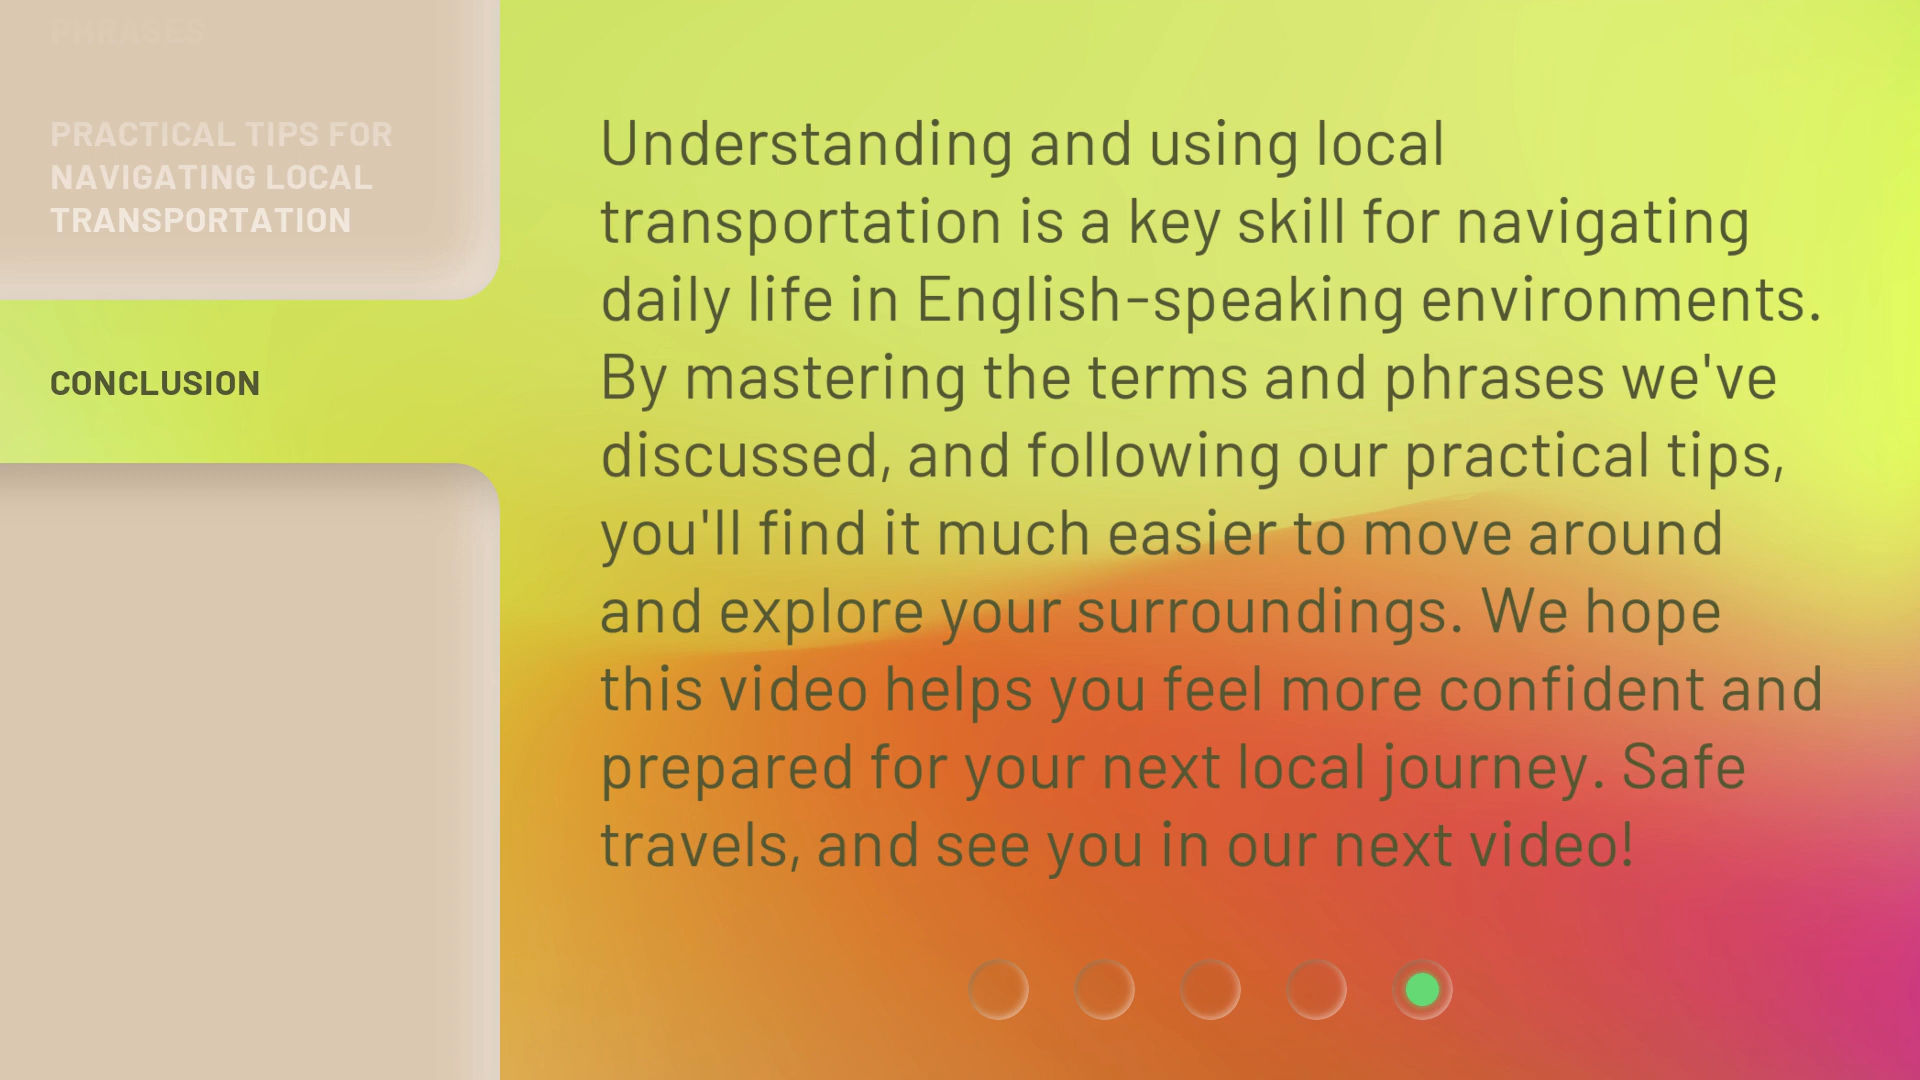 PHRASES
PRACTICAL TIPS FOR
NAVIGATING LOCAL
TRANSPORTATION
CONCLUSION
Understanding and using local
transportation is a key skill for navigating
daily life in English-speaking environments.
By mastering the terms and phrases we've
discussed, and following our practical tips,
you'll find it much easier to move around
and explore your surroundings. We hope
this video helps you feel more confident and
prepared for your next local journey. Safe
travels, and see you in our next video!